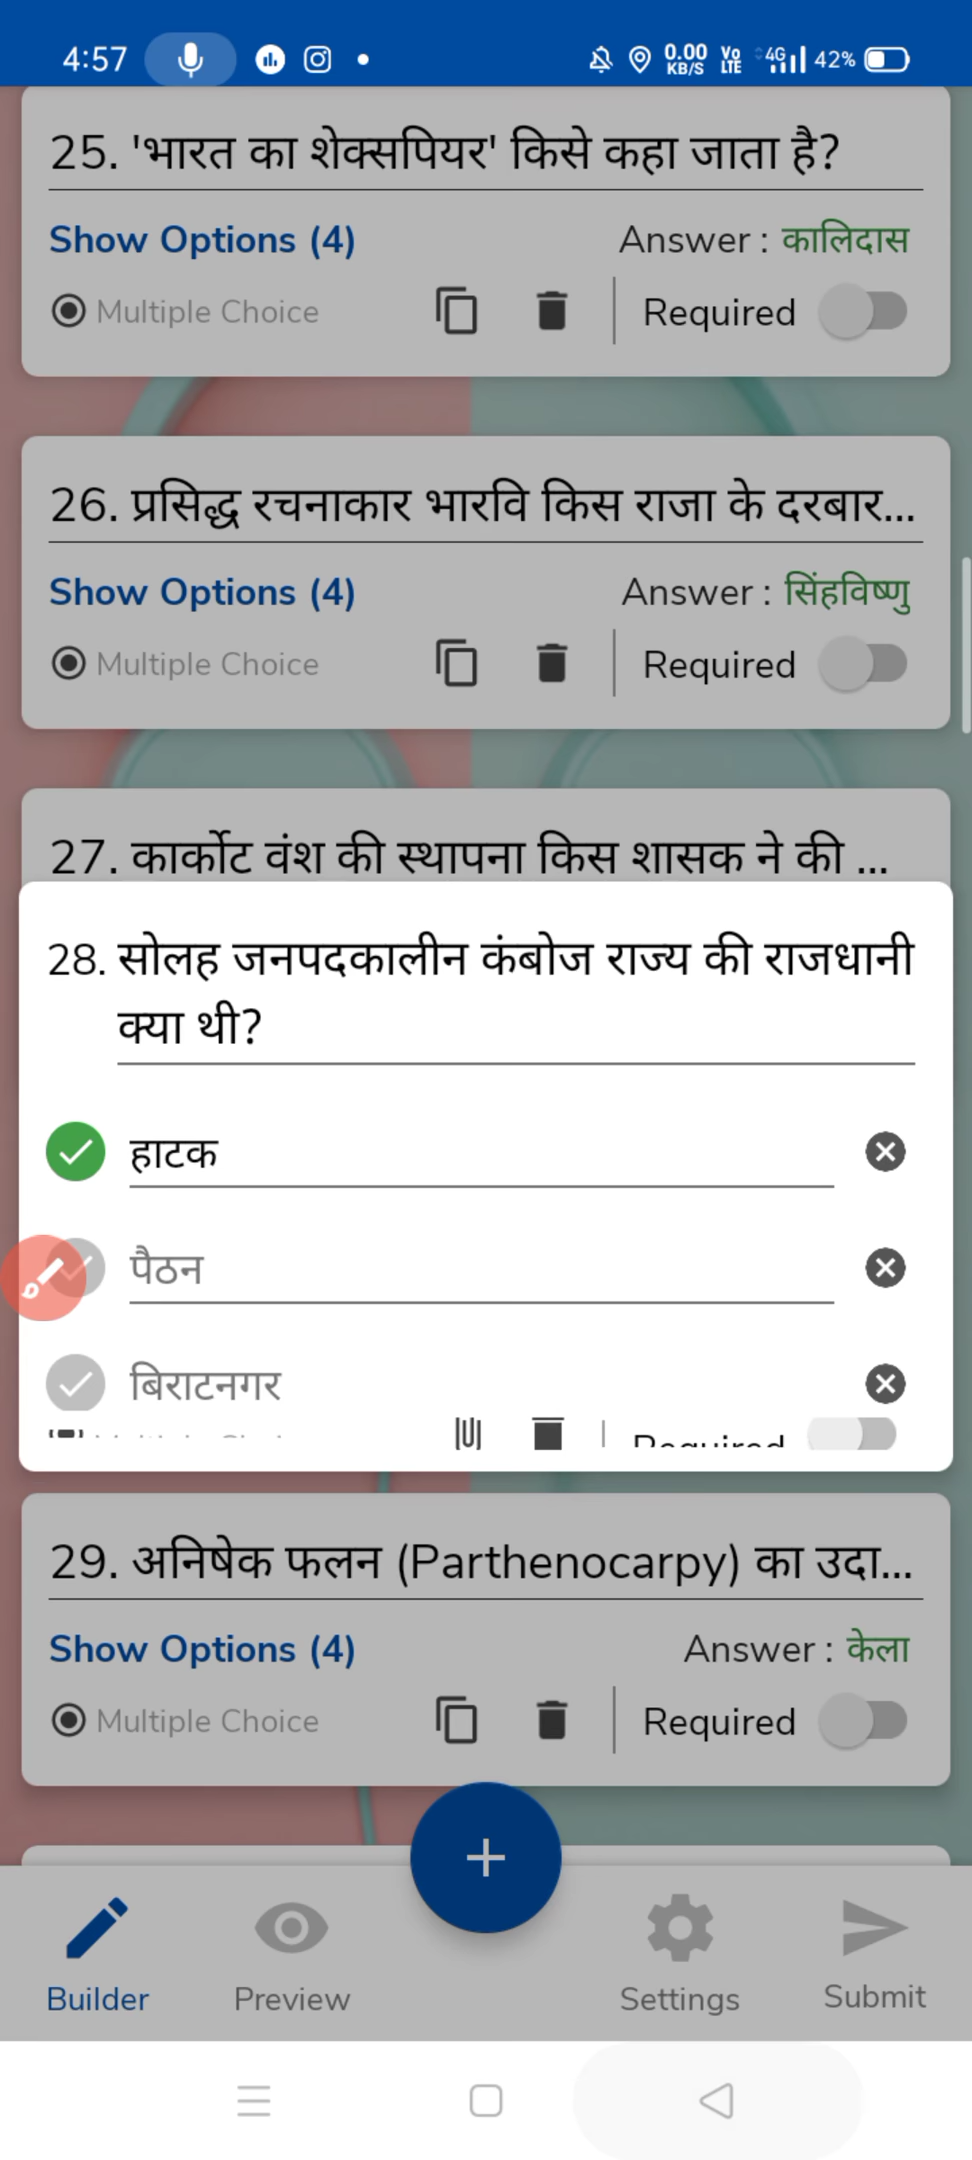 4:57
0.00 KB/S Vo LTE 4G 42%
25. 'भारत का शेक्सपियर' किसे कहा जाता है?
Show Options (4) Answer : कालिदास
Multiple Choice Required
26. प्रसिद्ध रचनाकार भारवि किस राजा के दरबार...
Show Options (4) Answer : सिंहविष्णु
Multiple Choice Required
27. कार्कोट वंश की स्थापना किस शासक ने की ...
28. सोलह जनपदकालीन कंबोज राज्य की राजधानी
क्या थी?
हाटक
पैठन
बिराटनगर
Required
29. अनिषेक फलन (Parthenocarpy) का उदा...
Show Options (4) Answer : केला
Multiple Choice Required
Builder Preview Settings Submit